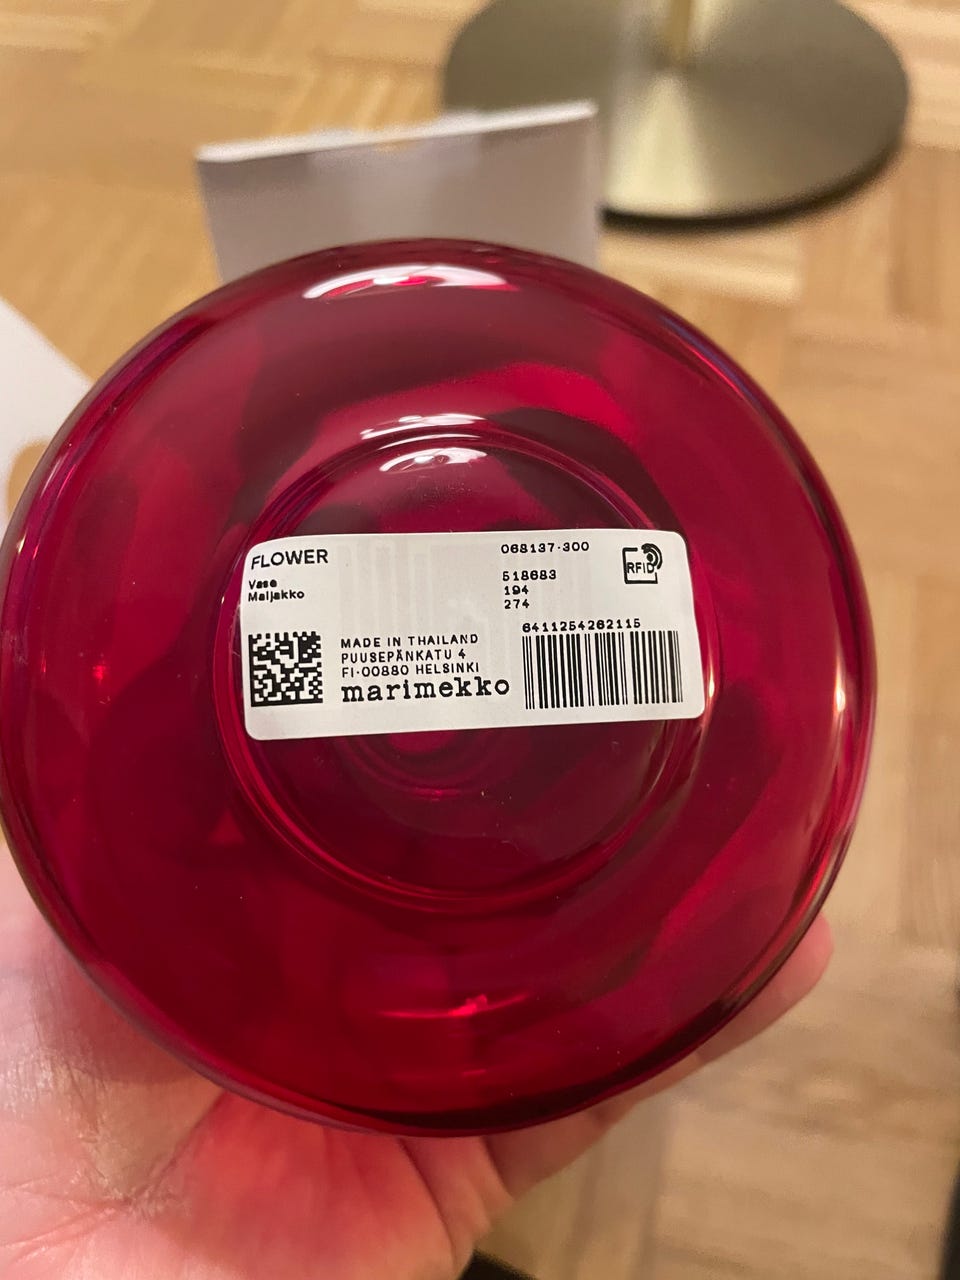 FLOWER
Vase
Maljakko
068137-300
518683
194
274
RFID
MADE IN THAILAND
PUUSEPÄNKATU 4
FI-00880 HELSINKI
marimekko
6411254262115